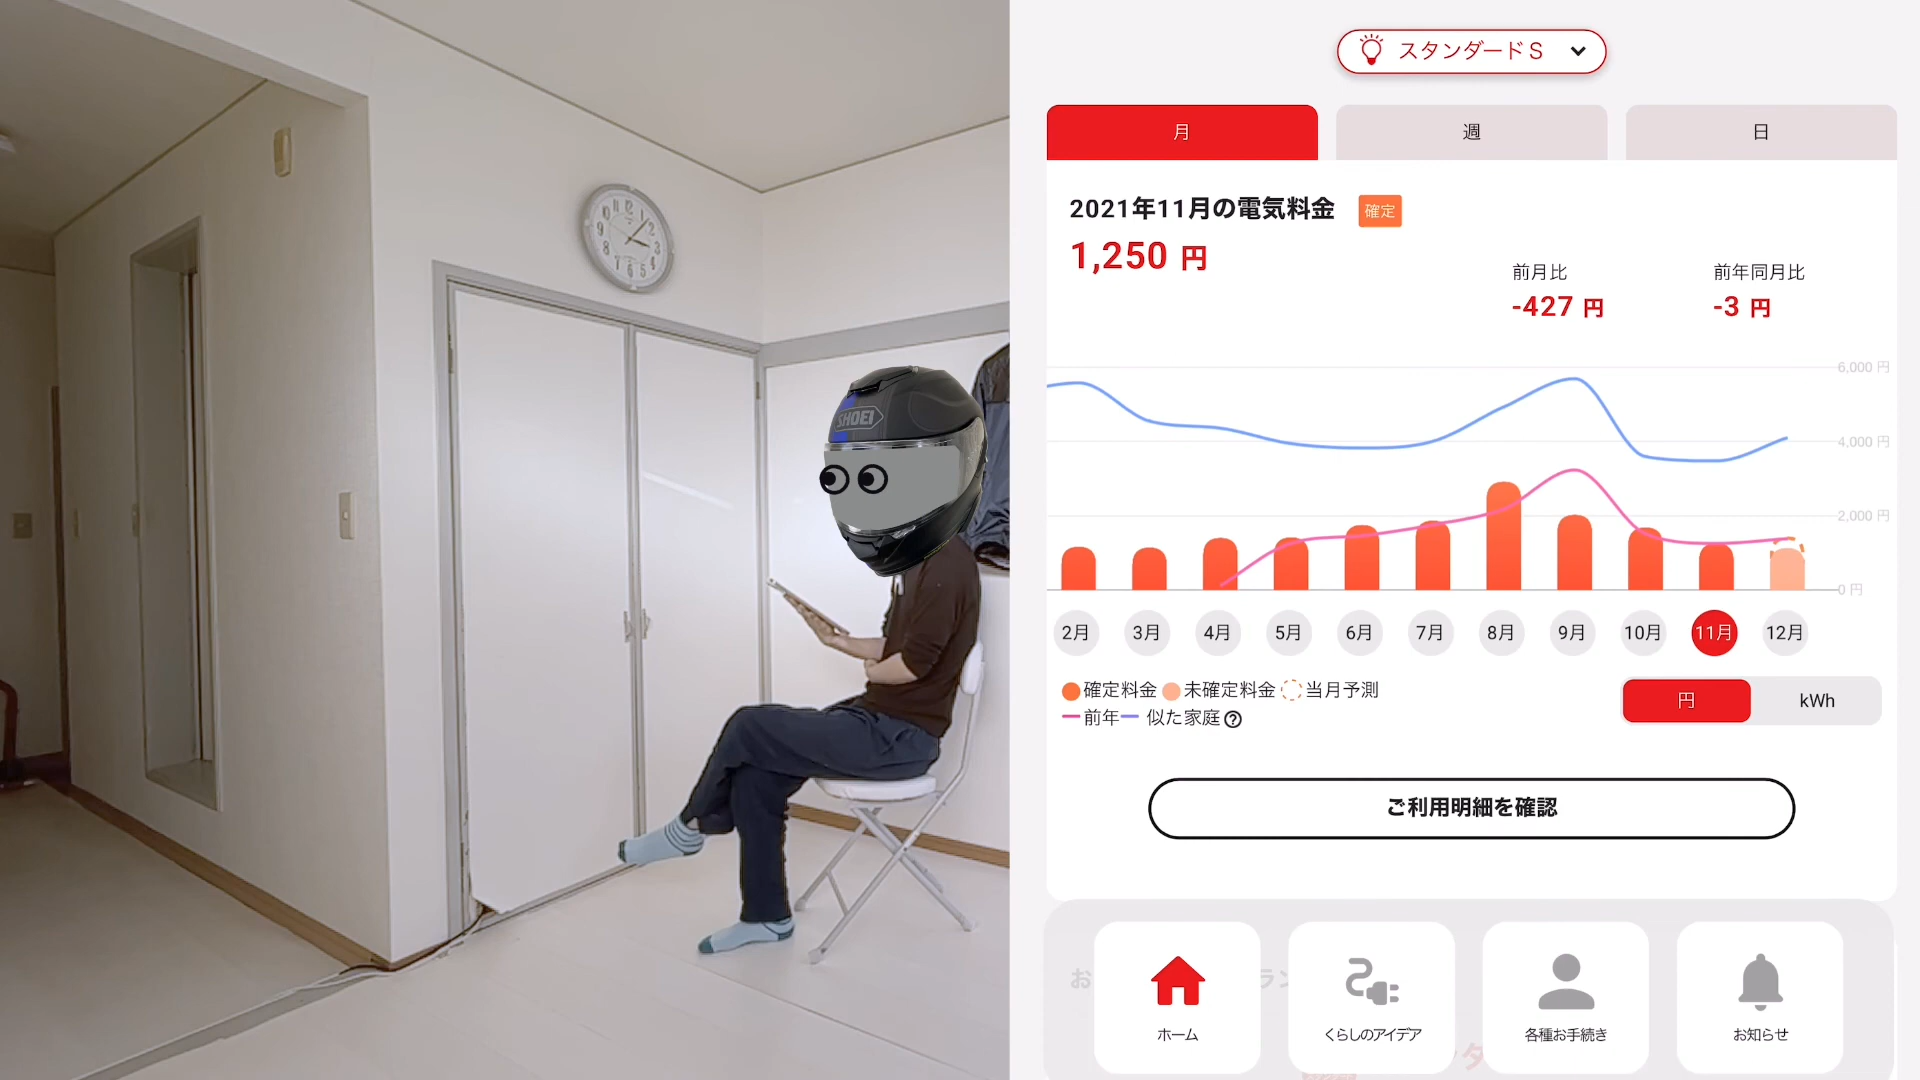 SHOEI
スタンダードS
月
週
日
2021年11月の電気料金 確定
1,250 円
前月比
-427 円
前年同月比
-3 円
6,000 円
4,000 円
2,000 円
0 円
2月 3月 4月 5月 6月 7月 8月 9月 10月 11月 12月
確定料金 未確定料金 当月予測
前年 似た家庭
円 kWh
ご利用明細を確認
ホーム
くらしのアイデア
各種お手続き
お知らせ